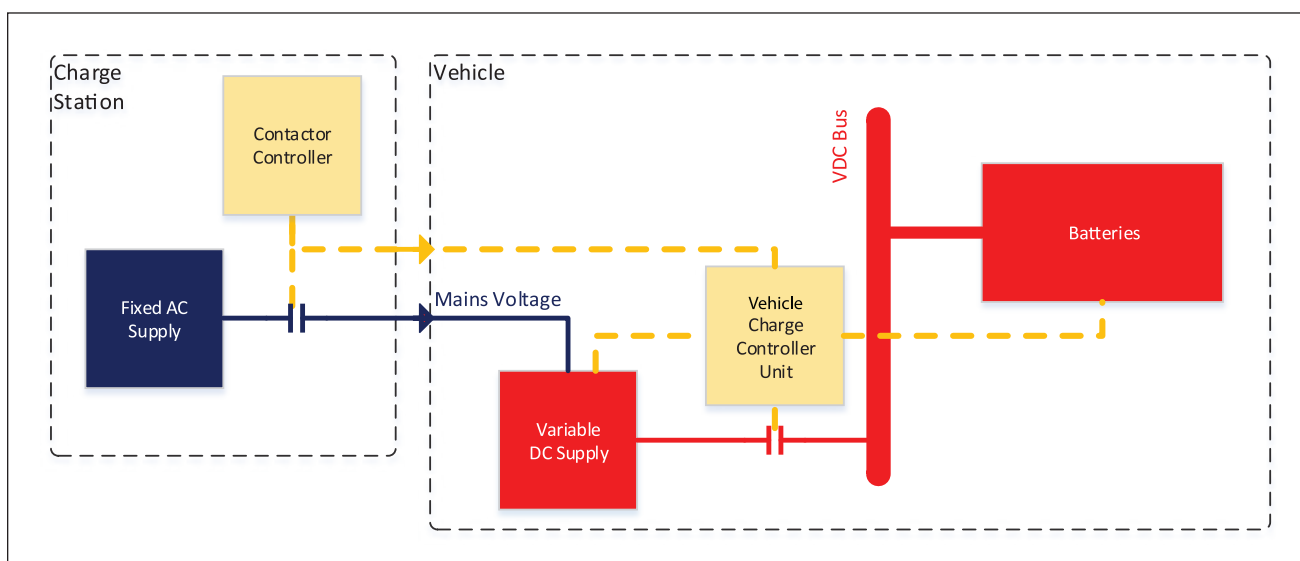 Charge
Station
Contactor
Controller
Fixed AC
Supply
Vehicle
Mains Voltage
Variable
DC Supply
Vehicle
Charge
Controller
Unit
VDC Bus
Batteries